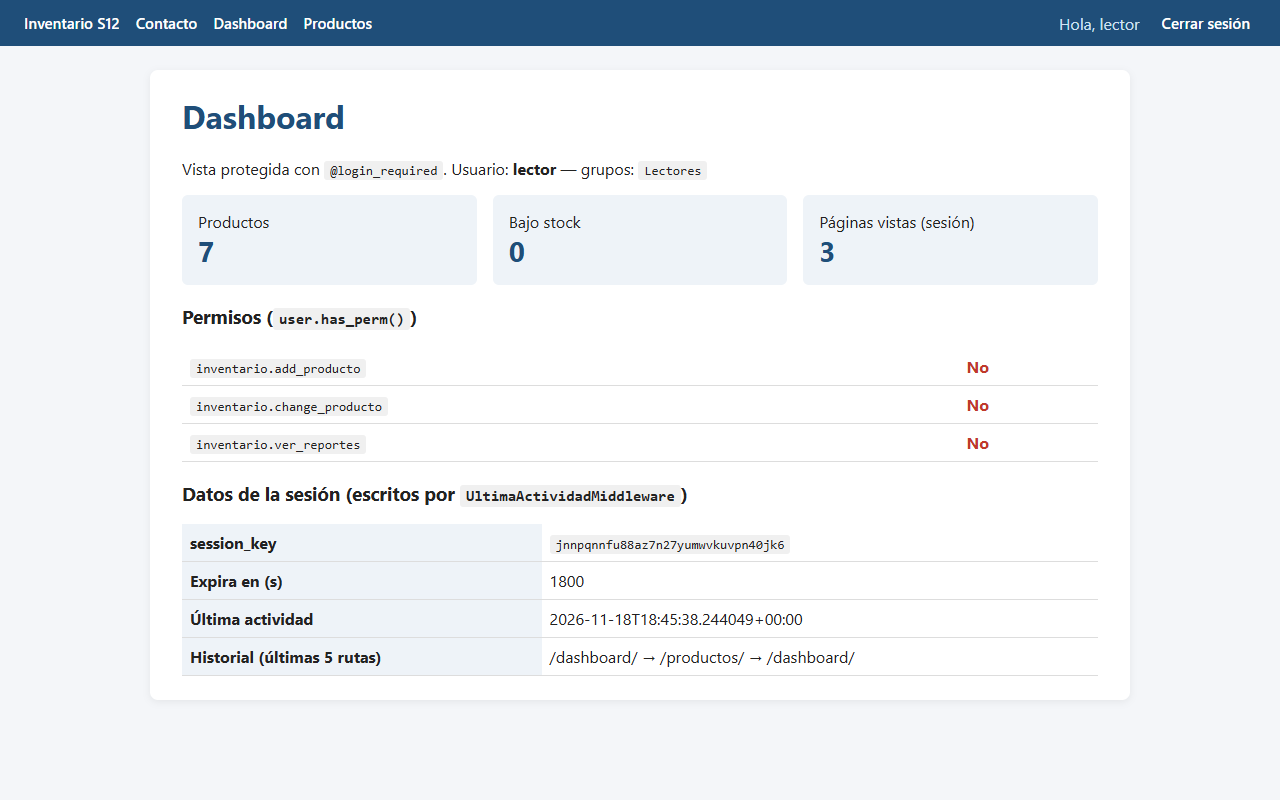 Inventario S12 Contacto Dashboard Productos Hola, lector Cerrar sesión
Dashboard
Vista protegida con @login_required. Usuario: lector — grupos: Lectores
Productos Bajo stock Páginas vistas (sesión)
7 0 3
Permisos ( user.has_perm() )
inventario.add_producto No
inventario.change_producto No
inventario.ver_reportes No
Datos de la sesión (escritos por UltimaActividadMiddleware )
session_key jnnpqnnfu88az7n27yumwvkuvpn40jk6
Expira en (s) 1800
Última actividad 2026-11-18T18:45:38.244049+00:00
Historial (últimas 5 rutas) /dashboard/ → /productos/ → /dashboard/